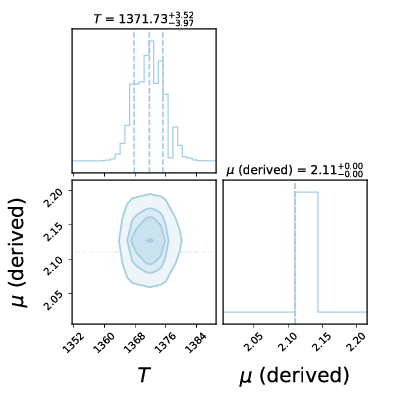 T = 1371.73+3.52 −3.97
μ (derived) = 2.11+0.00 −0.00
μ (derived)
2.20
2.15
2.10
2.05
1352 1360 1368 1376 1384
2.05 2.10 2.15 2.20
T
μ (derived)